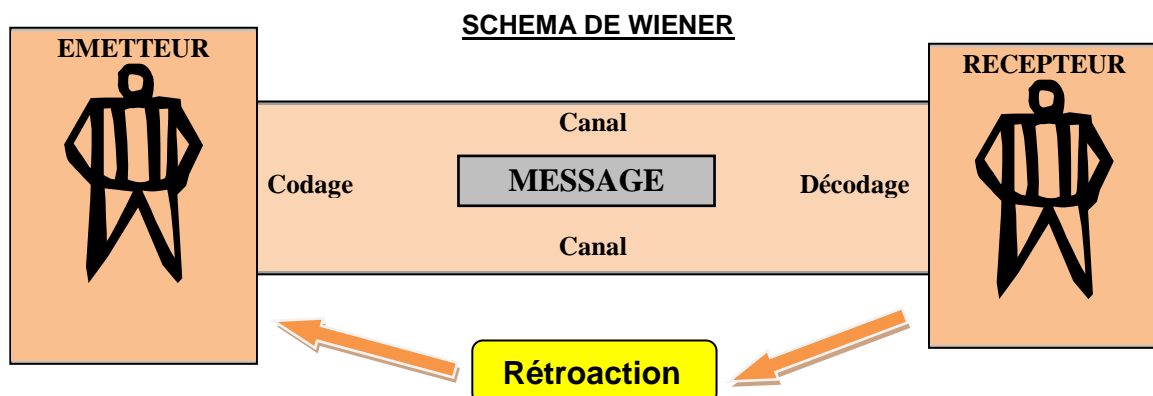 SCHEMA DE WIENER
EMETTEUR
RECEPTEUR
Canal
Codage
MESSAGE
Décodage
Canal
Rétroaction